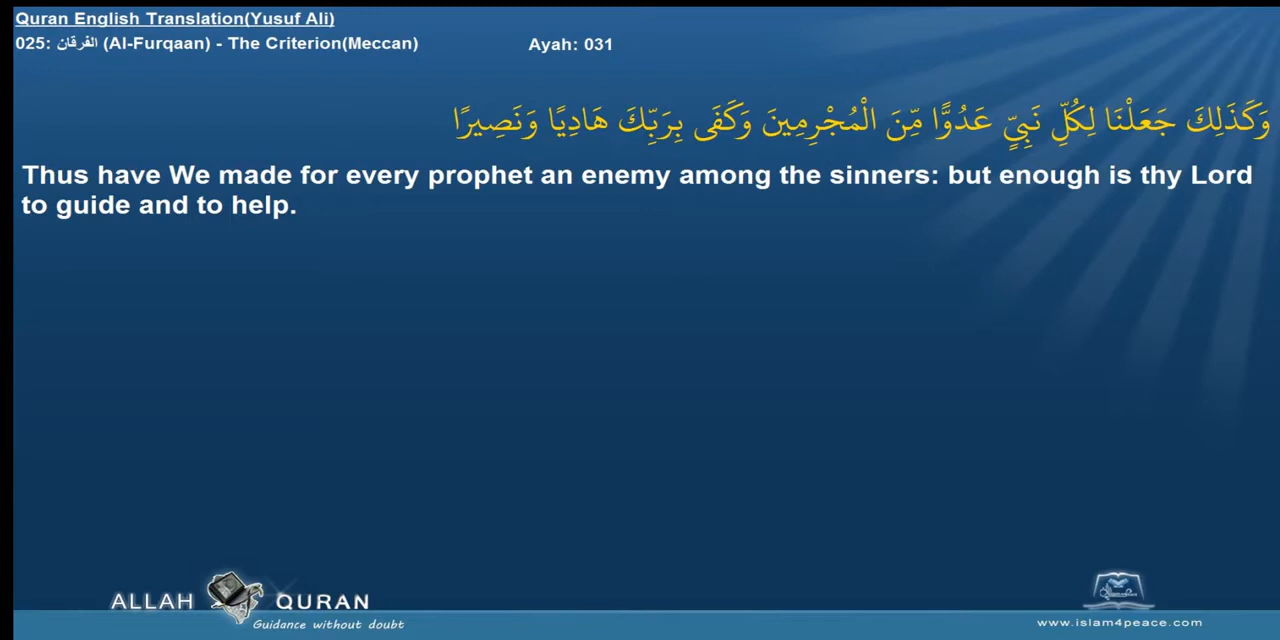 Quran English Translation(Yusuf Ali)
025: الفرقان (Al-Furqaan) - The Criterion(Meccan) Ayah: 031
وَكَذَلِكَ جَعَلْنَا لِكُلِّ نَبِيٍّ عَدُوًّا مِّنَ الْمُجْرِمِينَ وَكَفَى بِرَبِّكَ هَادِيًا وَنَصِيرًا
Thus have We made for every prophet an enemy among the sinners: but enough is thy Lord
to guide and to help.
ALLAH QURAN
Guidance without doubt
www.islam4peace.com